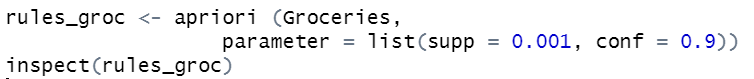 rules_groc <- apriori (Groceries,
parameter = list(supp = 0.001, conf = 0.9))
inspect(rules_groc)